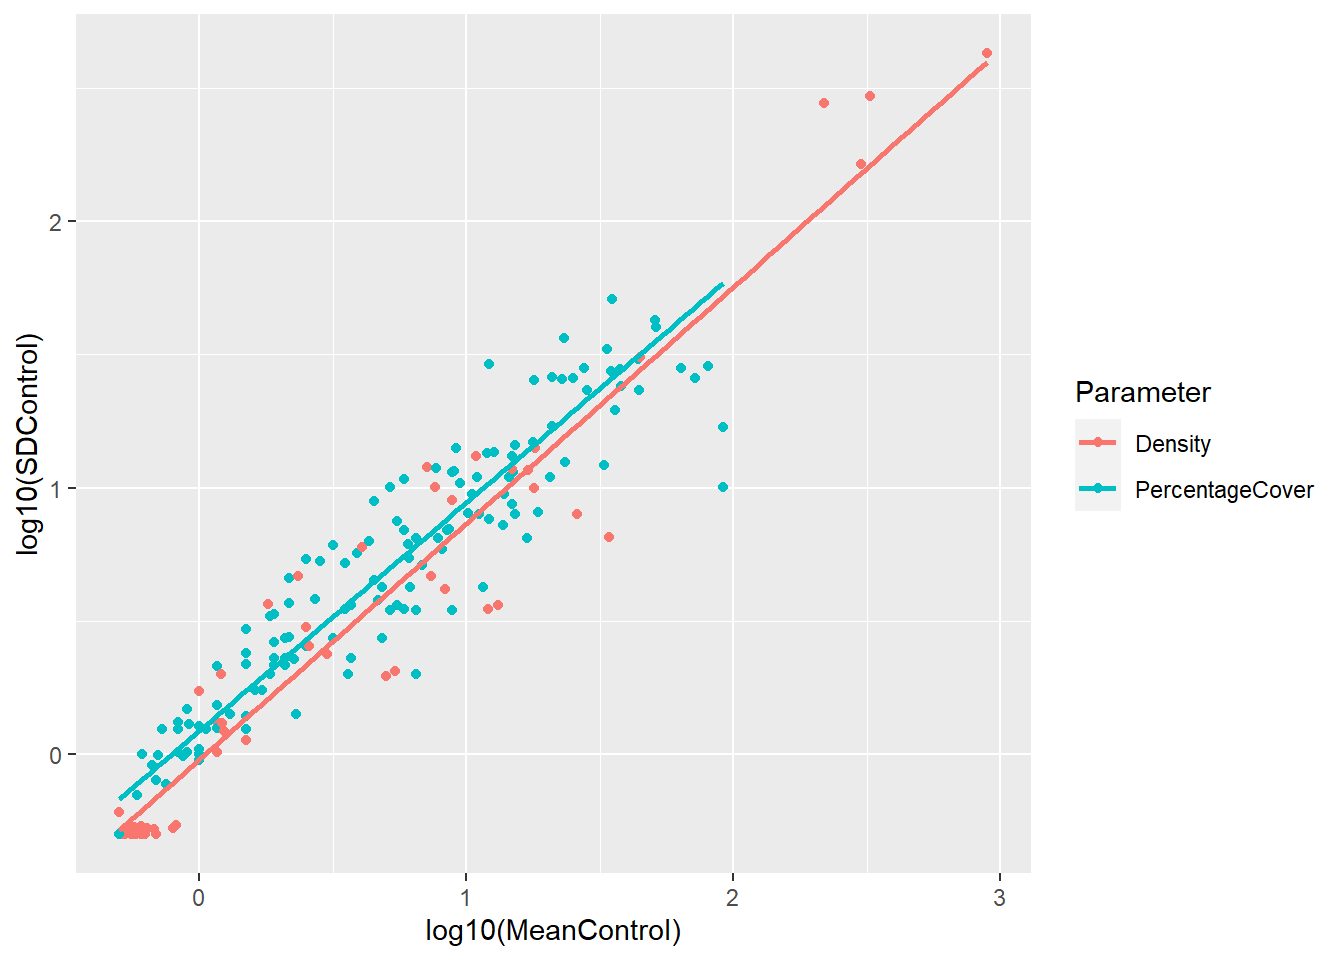 log10(SDControl)
2
1
0
0 1 2 3
log10(MeanControl)
Parameter
Density
PercentageCover